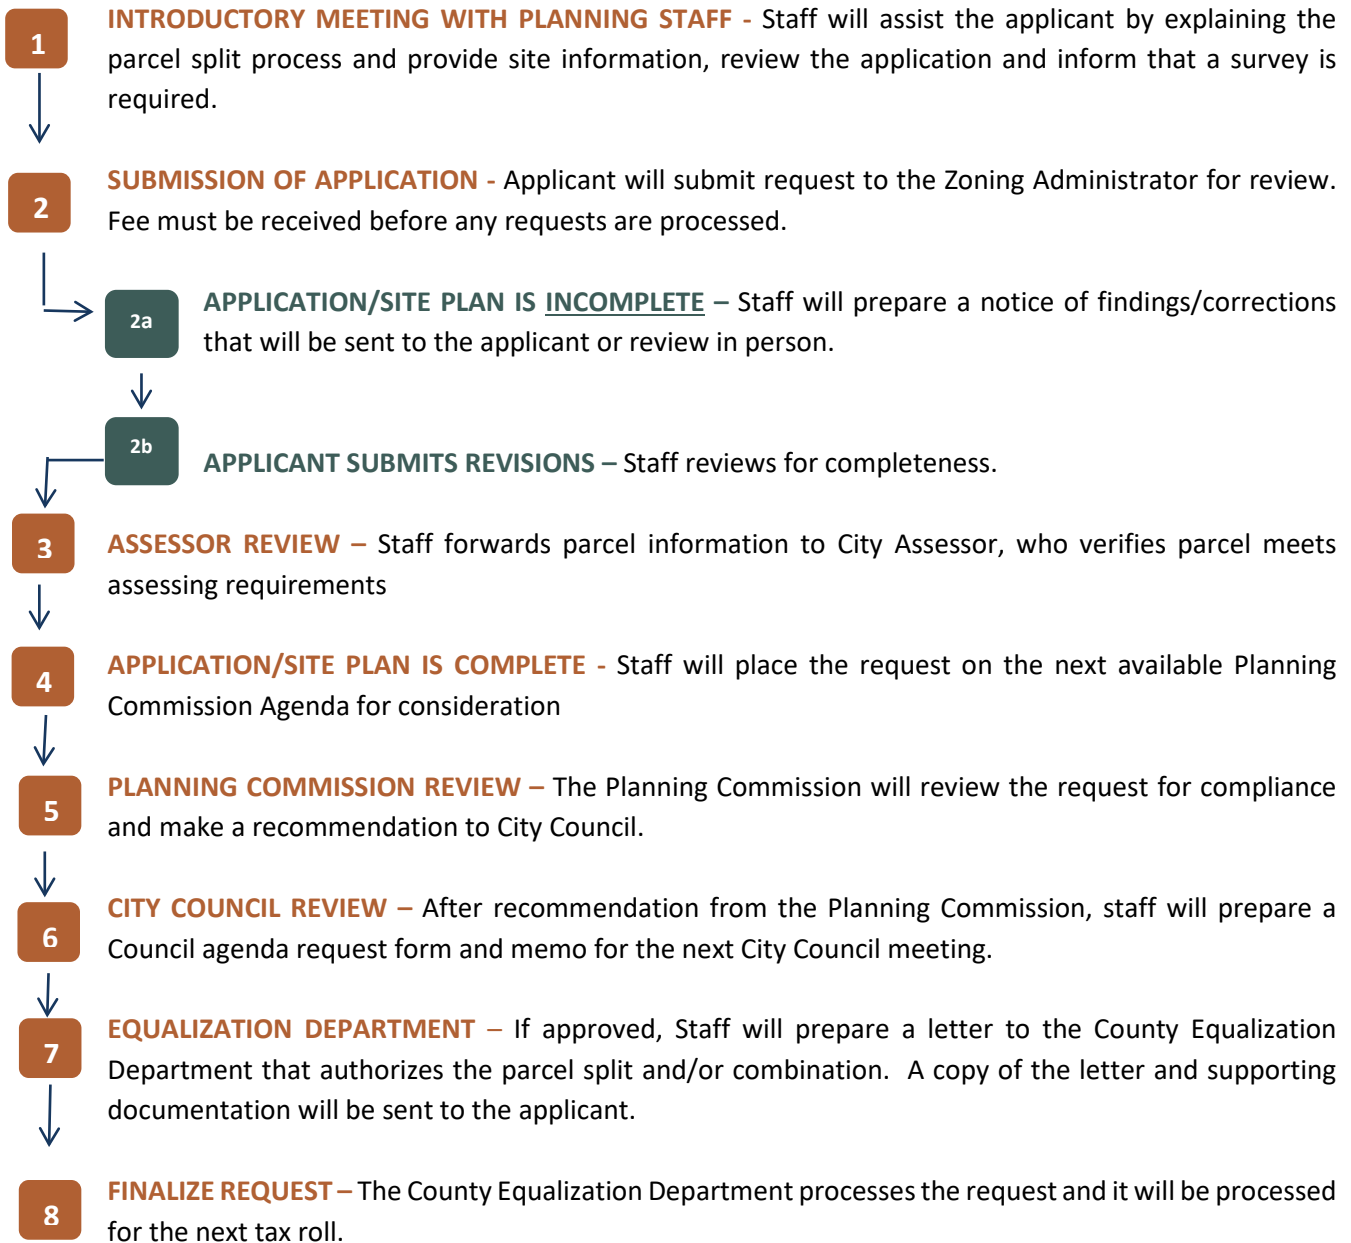 1
INTRODUCTORY MEETING WITH PLANNING STAFF - Staff will assist the applicant by explaining the
parcel split process and provide site information, review the application and inform that a survey is
required.
2
SUBMISSION OF APPLICATION - Applicant will submit request to the Zoning Administrator for review.
Fee must be received before any requests are processed.
2a
APPLICATION/SITE PLAN IS INCOMPLETE – Staff will prepare a notice of findings/corrections
that will be sent to the applicant or review in person.
2b
APPLICANT SUBMITS REVISIONS – Staff reviews for completeness.
3
ASSESSOR REVIEW – Staff forwards parcel information to City Assessor, who verifies parcel meets
assessing requirements
4
APPLICATION/SITE PLAN IS COMPLETE - Staff will place the request on the next available Planning
Commission Agenda for consideration
5
PLANNING COMMISSION REVIEW – The Planning Commission will review the request for compliance
and make a recommendation to City Council.
6
CITY COUNCIL REVIEW – After recommendation from the Planning Commission, staff will prepare a
Council agenda request form and memo for the next City Council meeting.
7
EQUALIZATION DEPARTMENT – If approved, Staff will prepare a letter to the County Equalization
Department that authorizes the parcel split and/or combination. A copy of the letter and supporting
documentation will be sent to the applicant.
8
FINALIZE REQUEST – The County Equalization Department processes the request and it will be processed
for the next tax roll.